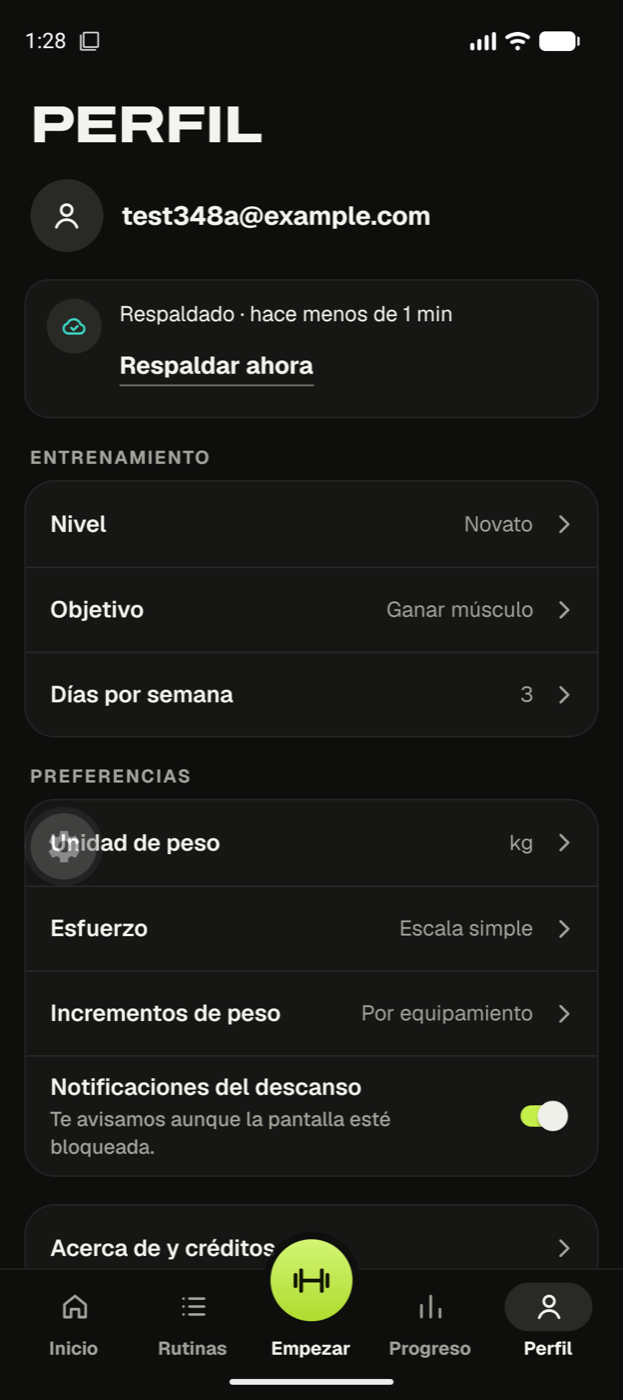 1:28
PERFIL
test348a@example.com
Respaldado · hace menos de 1 min
Respaldar ahora
ENTRENAMIENTO
Nivel Novato
Objetivo Ganar músculo
Días por semana 3
PREFERENCIAS
Unidad de peso kg
Esfuerzo Escala simple
Incrementos de peso Por equipamiento
Notificaciones del descanso
Te avisamos aunque la pantalla esté
bloqueada.
Acerca de y créditos
Inicio Rutinas Empezar Progreso Perfil